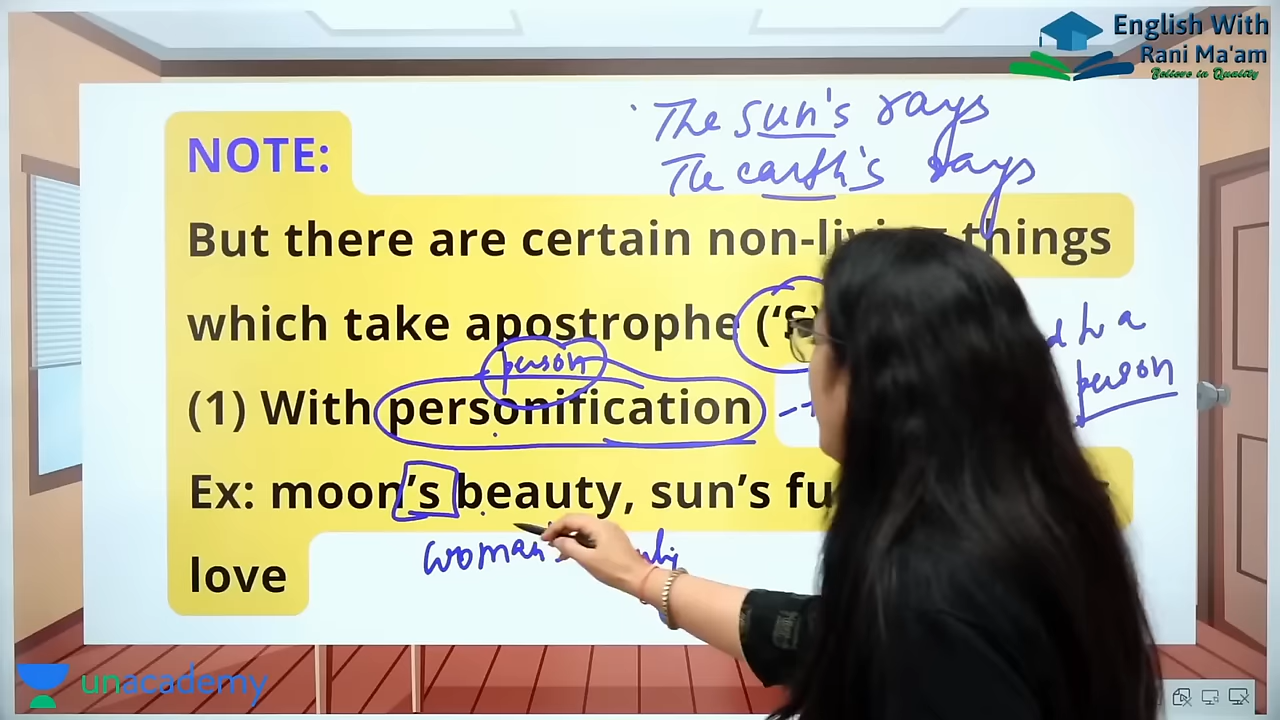 English With
Rani Ma'am
Believe in Quality
The sun's rays
The earth's rays
NOTE:
But there are certain non-living things
which take apostrophe ('S)
person
(1) With personification
person
Ex: moon's beauty, sun's fu
love
woman's
unacademy